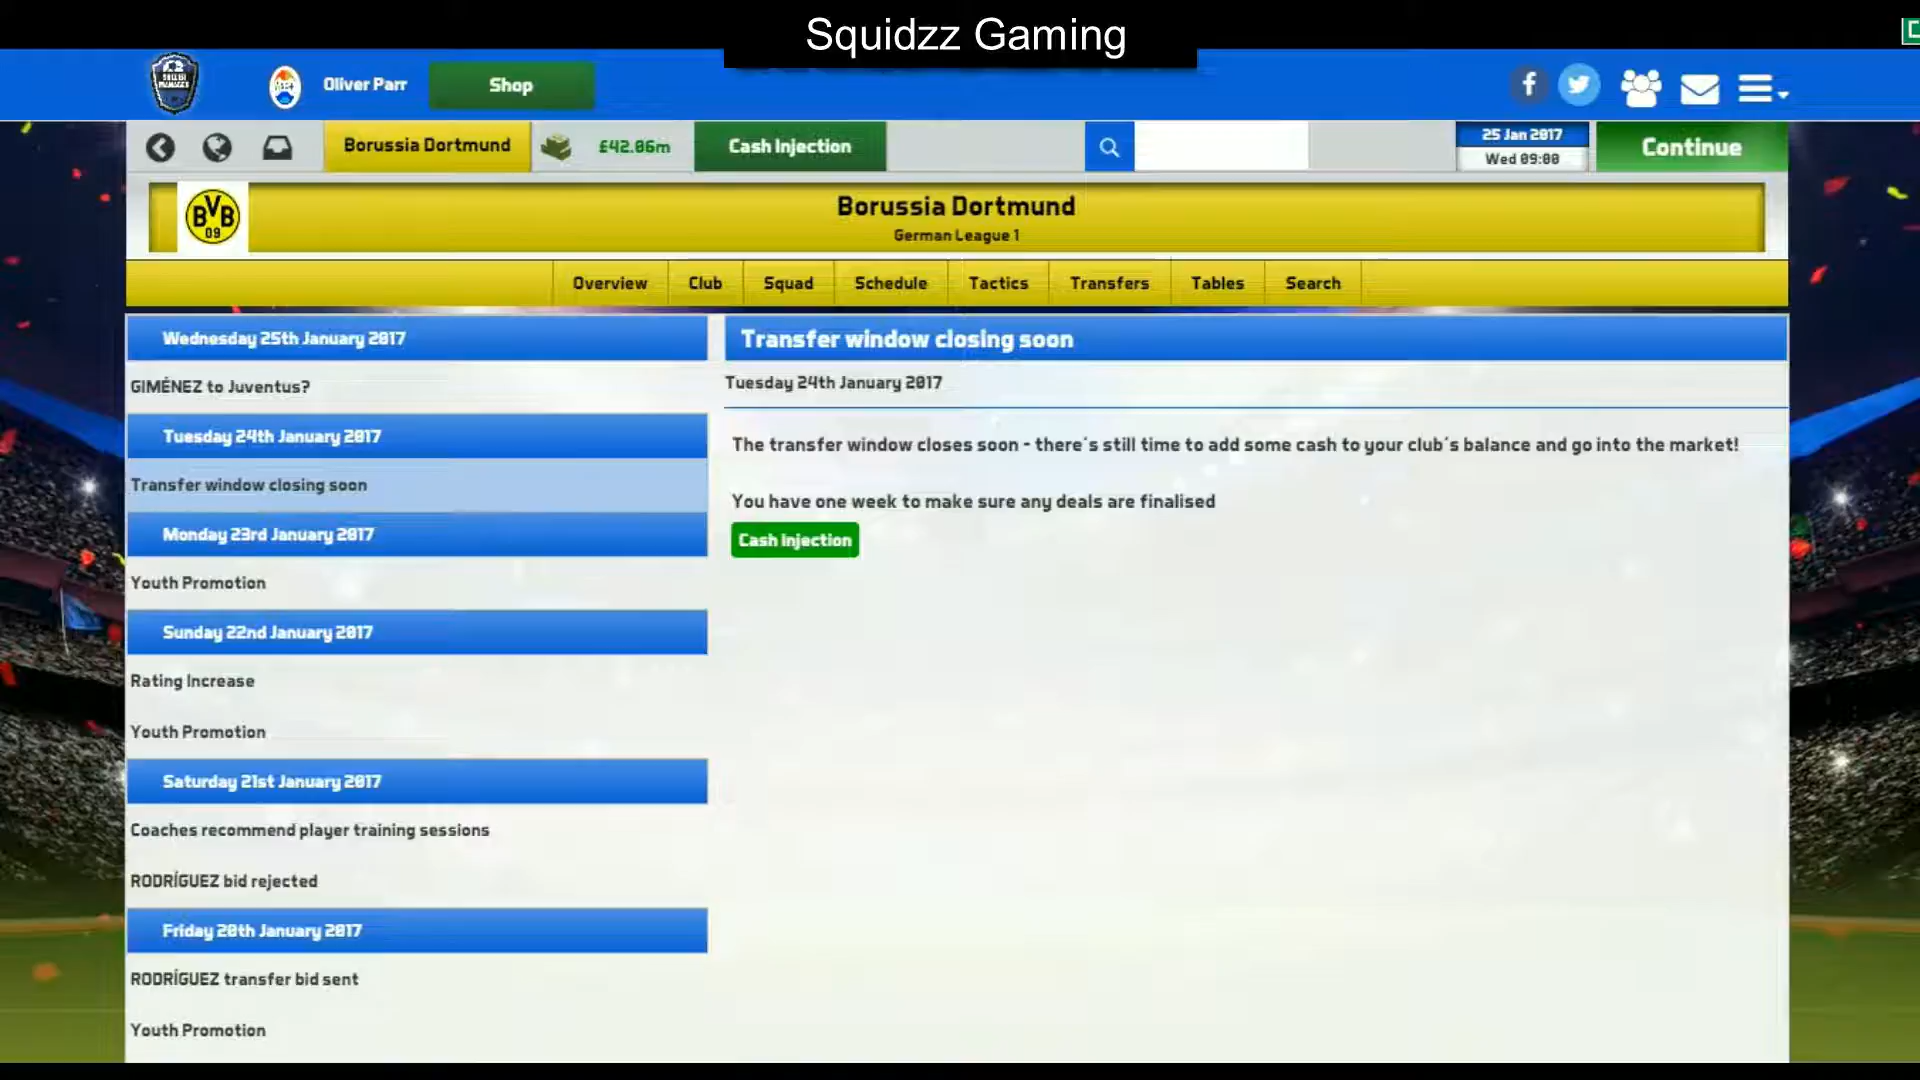 Squidzz Gaming
SOCCER MANAGER
Oliver Parr
Shop
Borussia Dortmund
£42.06m
Cash Injection
25 Jan 2017
Wed 09:00
Continue
BVB
09
Borussia Dortmund
German League 1
Overview
Club
Squad
Schedule
Tactics
Transfers
Tables
Search
Wednesday 25th January 2017
GIMÉNEZ to Juventus?
Tuesday 24th January 2017
Transfer window closing soon
Monday 23rd January 2017
Youth Promotion
Sunday 22nd January 2017
Rating Increase
Youth Promotion
Saturday 21st January 2017
Coaches recommend player training sessions
RODRÍGUEZ bid rejected
Friday 20th January 2017
RODRÍGUEZ transfer bid sent
Youth Promotion
Transfer window closing soon
Tuesday 24th January 2017
The transfer window closes soon - there's still time to add some cash to your club's balance and go into the market!
You have one week to make sure any deals are finalised
Cash Injection